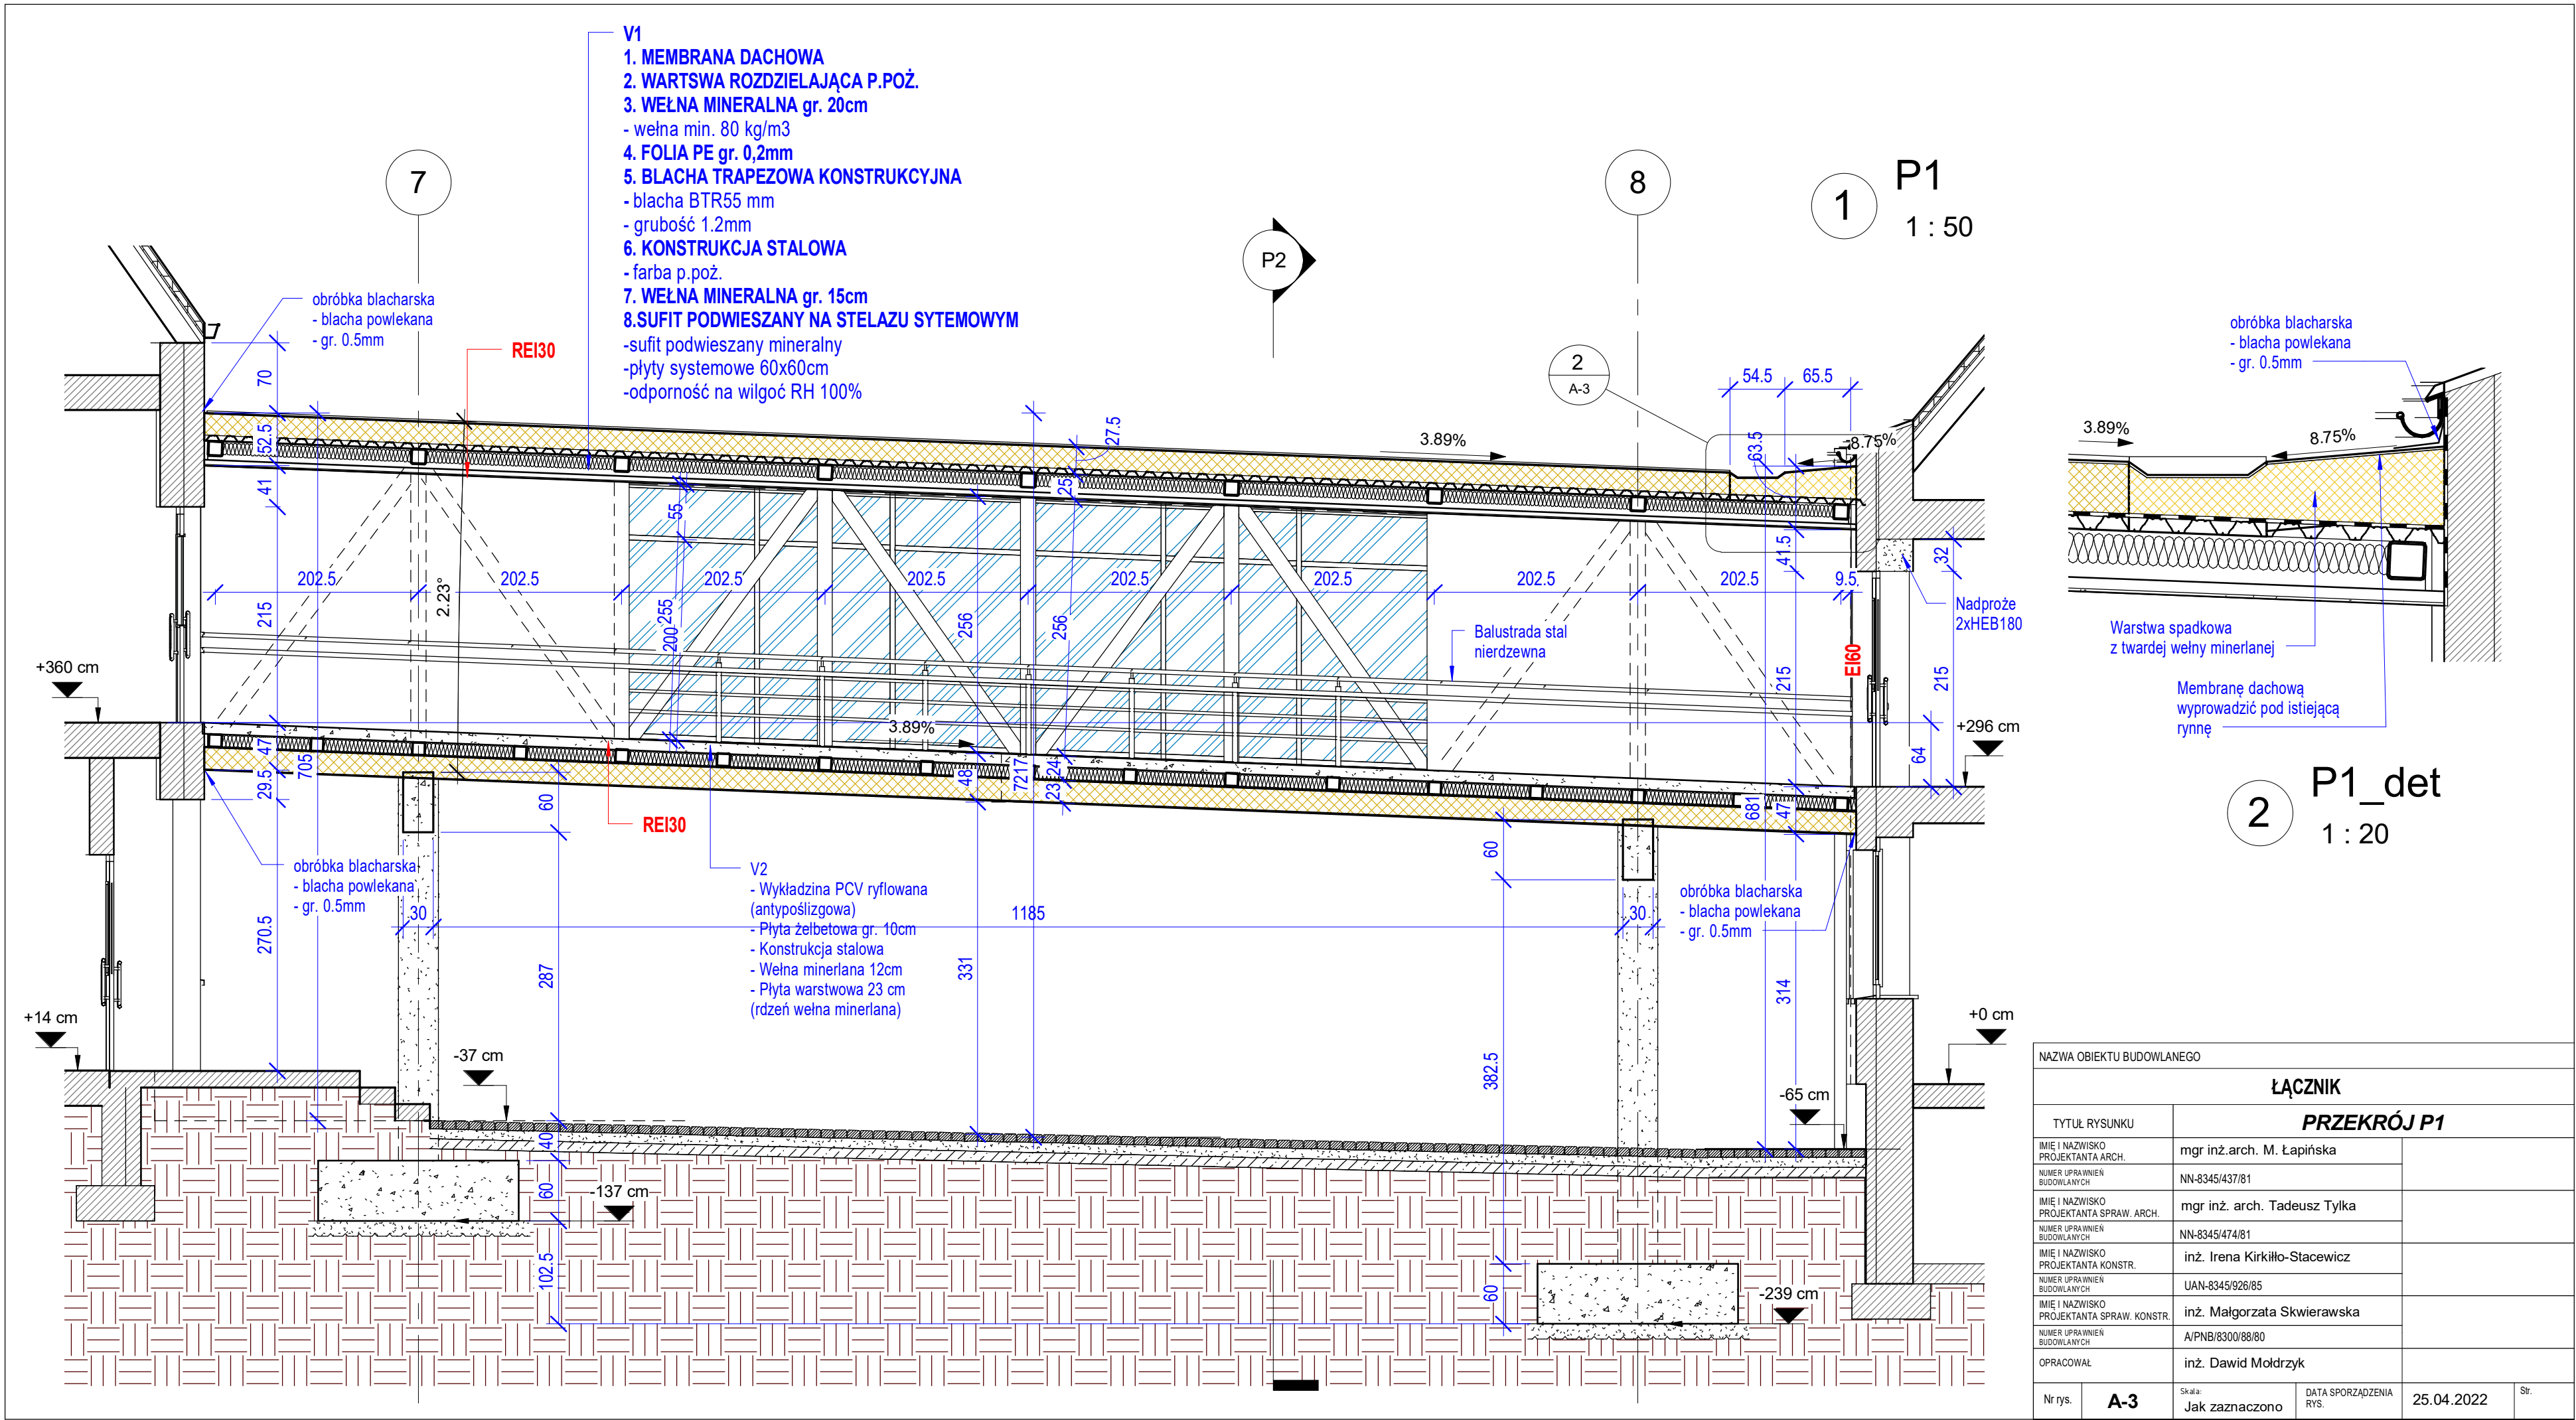 V1
1. MEMBRANA DACHOWA
2. WARTSWA ROZDZIELAJĄCA P.POŻ.
3. WEŁNA MINERALNA gr. 20cm
- wełna min. 80 kg/m3
4. FOLIA PE gr. 0,2mm
5. BLACHA TRAPEZOWA KONSTRUKCYJNA
- blacha BTR55 mm
- grubość 1.2mm
6. KONSTRUKCJA STALOWA
- farba p.poż.
7. WEŁNA MINERALNA gr. 15cm
8.SUFIT PODWIESZANY NA STELAZU SYTEMOWYM
-sufit podwieszany mineralny
-płyty systemowe 60x60cm
-odporność na wilgoć RH 100%
7
8
P2
1
P1
1 : 50
obróbka blacharska
- blacha powlekana
- gr. 0.5mm
REI30
2
A-3
54.5
65.5
63.5
8.75%
3.89%
27.5
25
70
52.5
41
55
202.5
202.5
202.5
202.5
202.5
202.5
202.5
202.5
9.5
41.5
32
2.23°
215
255
200
256
256
215
215
EI60
Nadproże
2xHEB180
Balustrada stal
nierdzewna
+360 cm
+296 cm
64
3.89%
47
29.5
705
60
48
7217
24
23
681
47
60
REI30
obróbka blacharska
- blacha powlekana
- gr. 0.5mm
V2
- Wykładzina PCV ryflowana
(antypoślizgowa)
- Płyta żelbetowa gr. 10cm
- Konstrukcja stalowa
- Wełna minerlana 12cm
- Płyta warstwowa 23 cm
(rdzeń wełna minerlana)
obróbka blacharska
- blacha powlekana
- gr. 0.5mm
30
1185
30
270.5
287
331
382.5
314
+14 cm
+0 cm
-37 cm
-65 cm
40
60
-137 cm
102.5
60
-239 cm
obróbka blacharska
- blacha powlekana
- gr. 0.5mm
3.89%
8.75%
Warstwa spadkowa
z twardej wełny minerlanej
Membranę dachową
wyprowadzić pod istiejącą
rynnę
2
P1_det
1 : 20
NAZWA OBIEKTU BUDOWLANEGO
ŁĄCZNIK
TYTUŁ RYSUNKU
PRZEKRÓJ P1
IMIĘ I NAZWISKO
PROJEKTANTA ARCH.
mgr inż.arch. M. Łapińska
NUMER UPRAWNIEŃ
BUDOWLANYCH
NN-8345/437/81
IMIĘ I NAZWISKO
PROJEKTANTA SPRAW. ARCH.
mgr inż. arch. Tadeusz Tylka
NUMER UPRAWNIEŃ
BUDOWLANYCH
NN-8345/474/81
IMIĘ I NAZWISKO
PROJEKTANTA KONSTR.
inż. Irena Kirkiłło-Stacewicz
NUMER UPRAWNIEŃ
BUDOWLANYCH
UAN-8345/926/85
IMIĘ I NAZWISKO
PROJEKTANTA SPRAW. KONSTR.
inż. Małgorzata Skwierawska
NUMER UPRAWNIEŃ
BUDOWLANYCH
A/PNB/8300/88/80
OPRACOWAŁ
inż. Dawid Mołdrzyk
Nr rys.
A-3
Skala:
Jak zaznaczono
DATA SPORZĄDZENIA
RYS.
25.04.2022
Str.